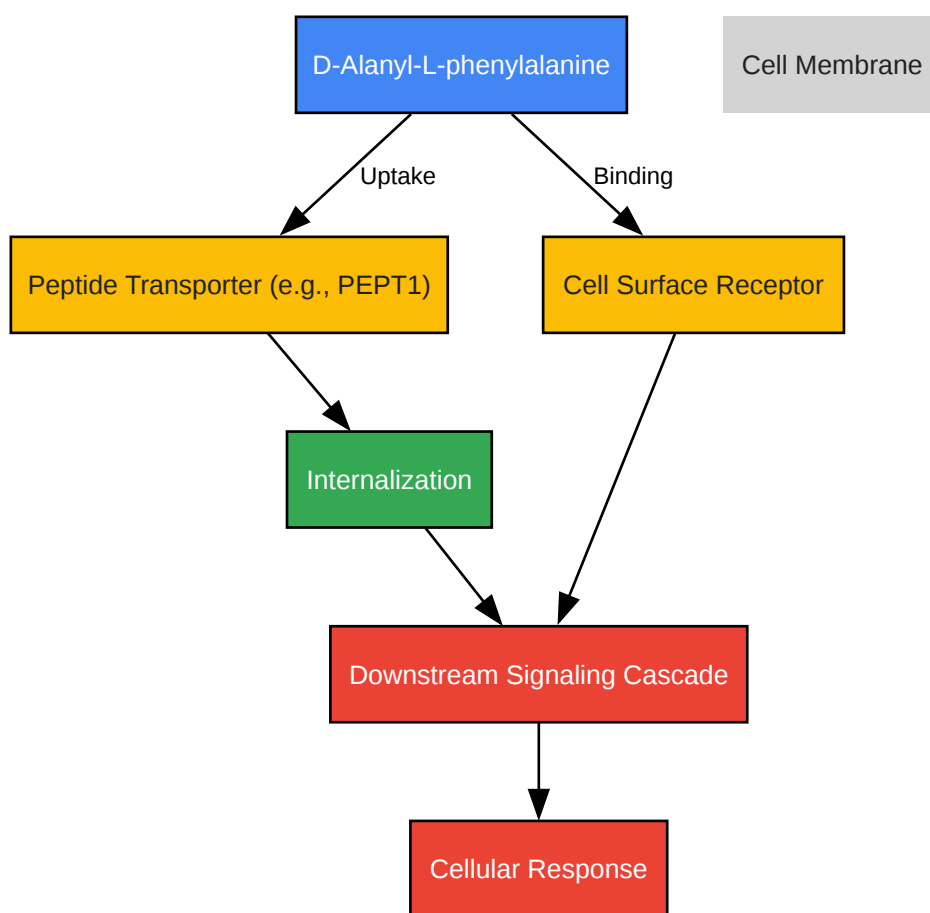 D-Alanyl-L-phenylalanine
Cell Membrane
Uptake
Binding
Peptide Transporter (e.g., PEPT1)
Cell Surface Receptor
Internalization
Downstream Signaling Cascade
Cellular Response